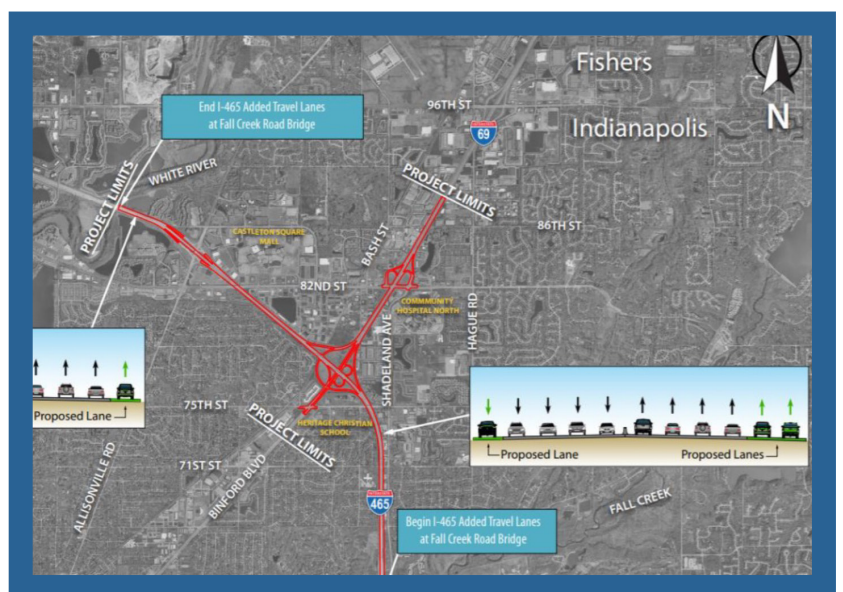 End I-465 Added Travel Lanes
at Fall Creek Road Bridge
Fishers
96TH ST
69
Indianapolis
N
WHITE RIVER
PROJECT LIMITS
PROJECT LIMITS
CASTLETON SQUARE
MALL
BASH ST
86TH ST
82ND ST
COMMMUNITY
HOSPITAL NORTH
SHADELAND AVE
HAGUE RD
Proposed Lane
75TH ST
PROJECT LIMITS
HERITAGE CHRISTIAN
SCHOOL
Proposed Lane
Proposed Lanes
71ST ST
ALLISONVILLE RD
BINFORD BLVD
465
FALL CREEK
Begin I-465 Added Travel Lanes
at Fall Creek Road Bridge